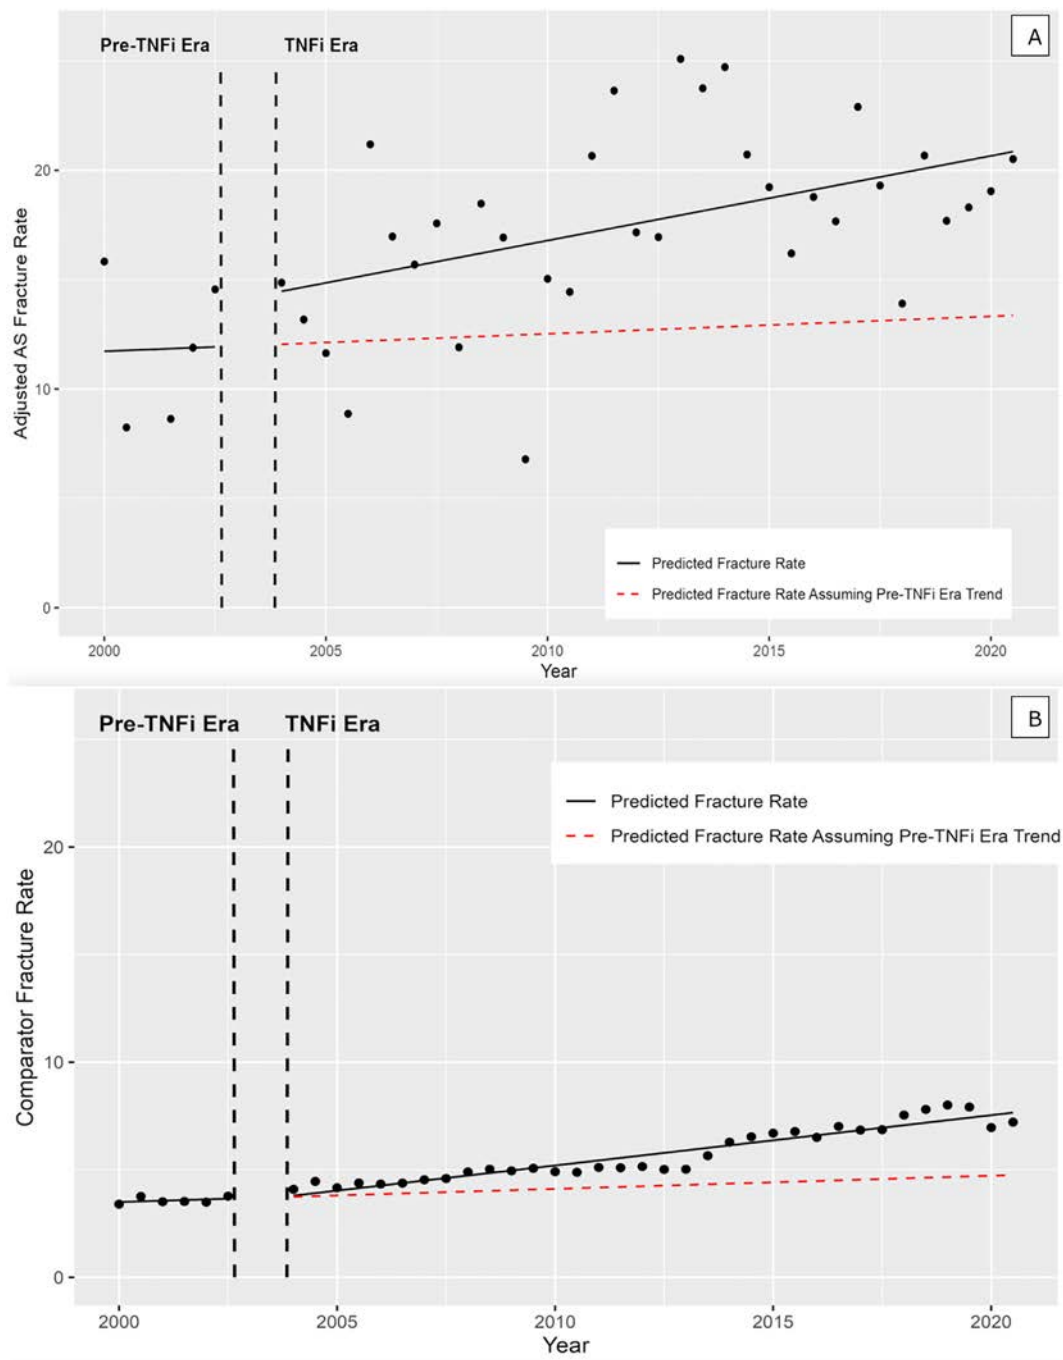 Pre-TNFi Era TNFi Era A
20
10
0
Adjusted AS Fracture Rate
Predicted Fracture Rate
Predicted Fracture Rate Assuming Pre-TNFi Era Trend
2000 2005 2010 2015 2020
Year
Pre-TNFi Era TNFi Era B
Predicted Fracture Rate
Predicted Fracture Rate Assuming Pre-TNFi Era Trend
20
10
0
Comparator Fracture Rate
2000 2005 2010 2015 2020
Year